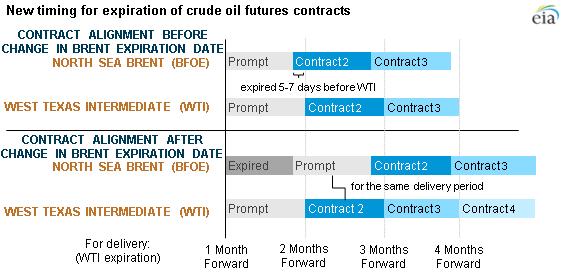 New timing for expiration of crude oil futures contracts
eia
CONTRACT ALIGNMENT BEFORE
CHANGE IN BRENT EXPIRATION DATE
NORTH SEA BRENT (BFOE)
Prompt
Contract2
Contract3
expired 5-7 days before WTI
WEST TEXAS INTERMEDIATE (WTI)
Prompt
Contract2
Contract3
CONTRACT ALIGNMENT AFTER
CHANGE IN BRENT EXPIRATION DATE
NORTH SEA BRENT (BFOE)
Expired
Prompt
Contract2
Contract3
for the same delivery period
WEST TEXAS INTERMEDIATE (WTI)
Prompt
Contract 2
Contract3
Contract4
For delivery:
(WTI expiration)
1 Month
Forward
2 Months
Forward
3 Months
Forward
4 Months
Forward